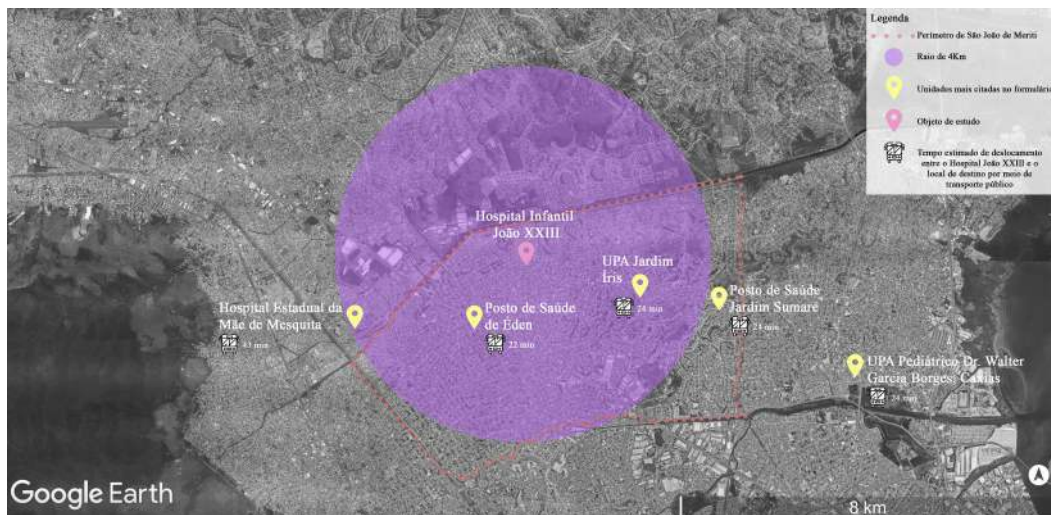 Legenda
Perímetro de São João de Meriti
Raio de 4Km
Unidades mais citadas no formulário
Objeto de estudo
Tempo estimado de deslocamento
entre o Hospital João XXIII e o
local de destino por meio de
transporte público
Hospital Infantil
João XXIII
UPA Jardim
Íris
24 min
Hospital Estadual da
Mãe de Mesquita
43 min
Posto de Saúde
de Éden
22 min
Posto de Saúde
Jardim Sumaré
24 min
UPA Pediátrico Dr. Walter
Garcia Borges: Caxias
24 min
Google Earth
8 km